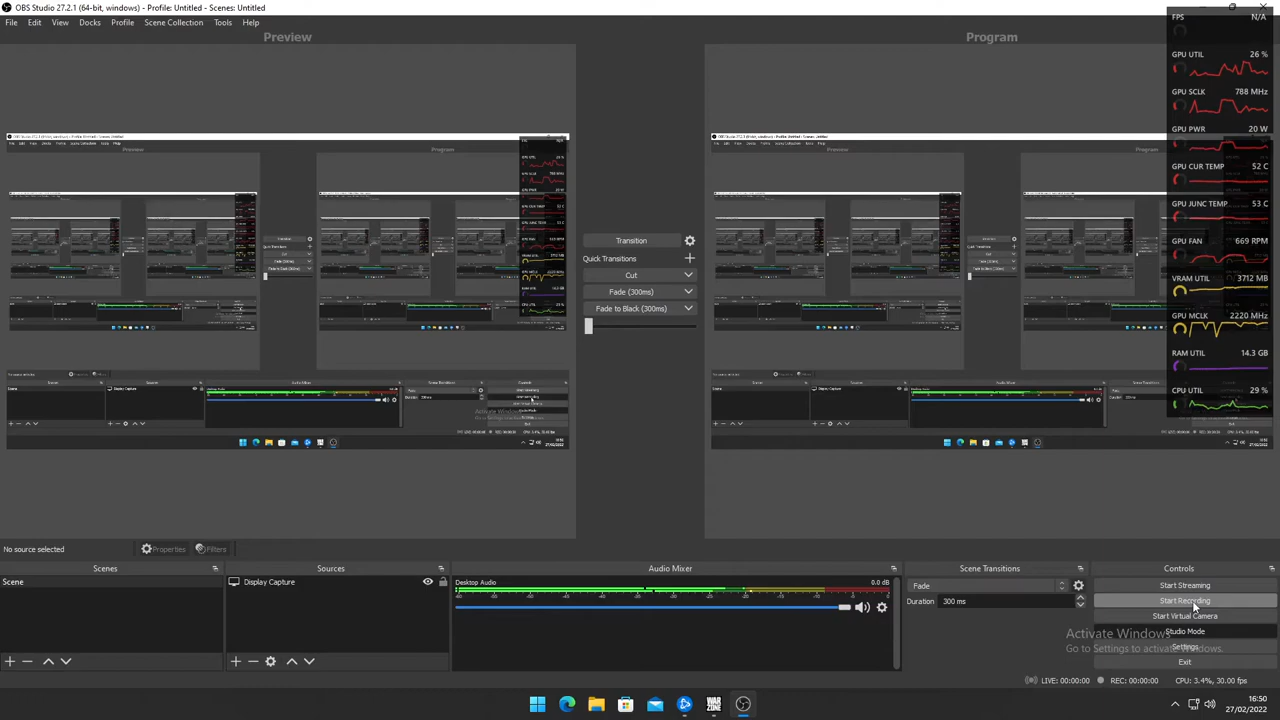 OBS Studio 27.2.1 (64-bit, windows) - Profile: Untitled - Scenes: Untitled
File Edit View Docks Profile Scene Collection Tools Help
Preview
Program
FPS N/A
GPU UTIL 26 %
GPU SCLK 788 MHz
GPU PWR 20 W
GPU CUR TEMP 52 C
GPU JUNC TEMP 53 C
GPU FAN 669 RPM
VRAM UTIL 3712 MB
GPU MCLK 2220 MHz
RAM UTIL 14.3 GB
CPU UTIL 29 %
Transition
Quick Transitions
Cut
Fade (300ms)
Fade to Black (300ms)
No source selected
Properties
Filters
Scenes
Scene
Sources
Display Capture
Audio Mixer
Desktop Audio 0.0 dB
Scene Transitions
Fade
Duration 300 ms
Controls
Start Streaming
Start Recording
Start Virtual Camera
Studio Mode
Settings
Exit
Activate Windows
Go to Settings to activate Windows.
LIVE: 00:00:00 REC: 00:00:00 CPU: 3.4%, 30.00 fps
WAR
ZONE
16:50
27/02/2022